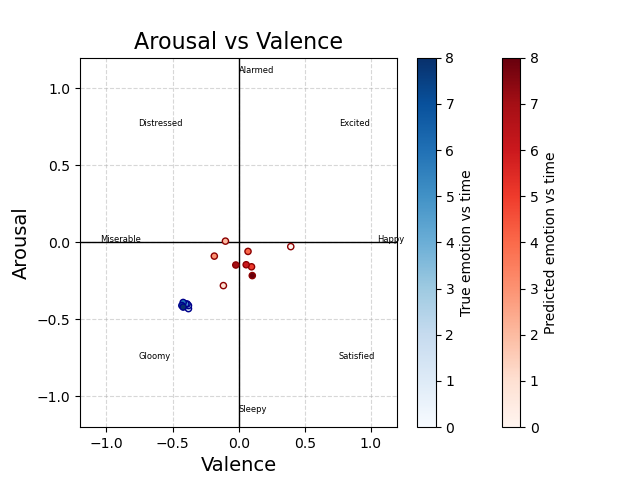 Arousal vs Valence
Alarmed
Distressed
Excited
Miserable
Happy
Gloomy
Satisfied
Sleepy
1.0
0.5
0.0
−0.5
−1.0
−1.0
−0.5
0.0
0.5
1.0
Arousal
Valence
8
7
6
5
4
3
2
1
0
True emotion vs time
8
7
6
5
4
3
2
1
0
Predicted emotion vs time